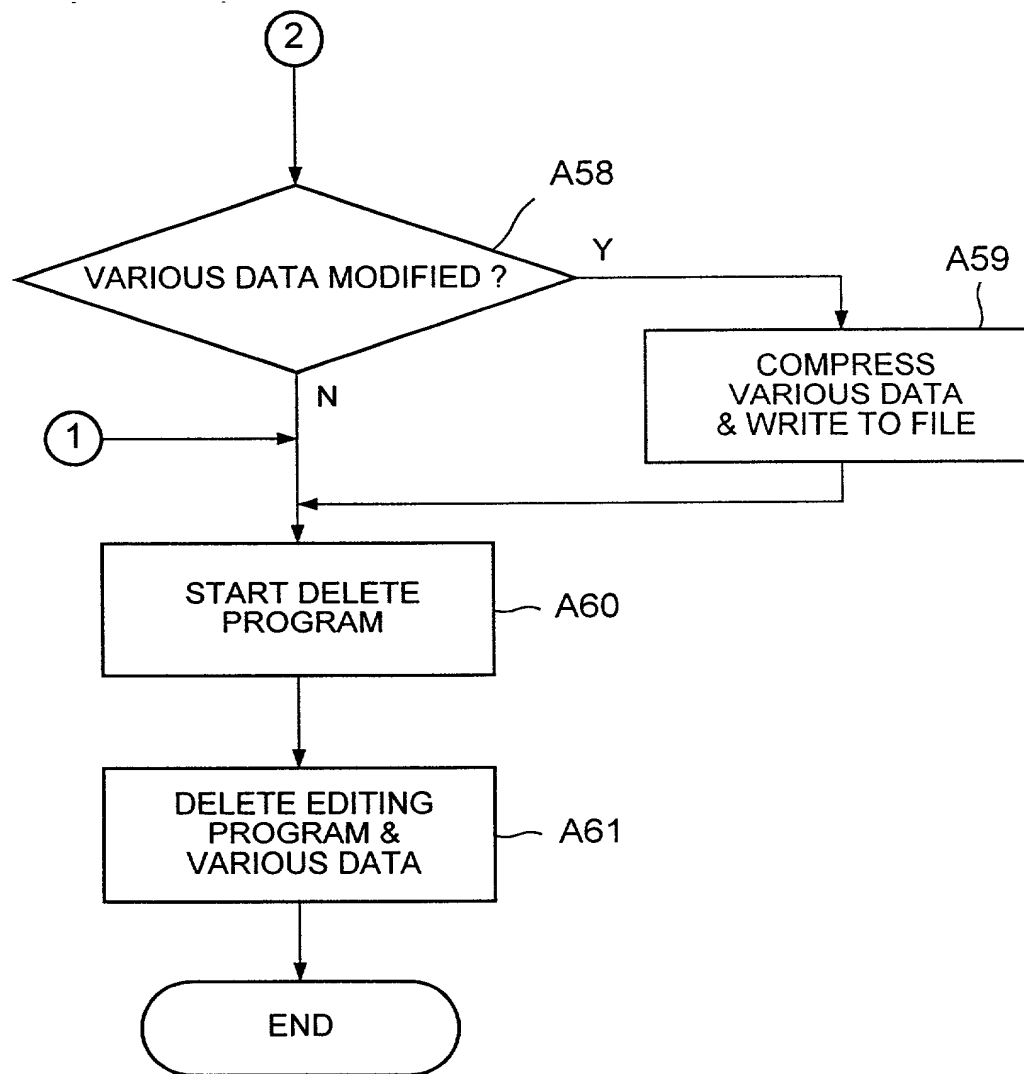 2
A58
VARIOUS DATA MODIFIED ?
Y
A59
COMPRESS
VARIOUS DATA
& WRITE TO FILE
N
1
START DELETE
PROGRAM
A60
DELETE EDITING
PROGRAM &
VARIOUS DATA
A61
END